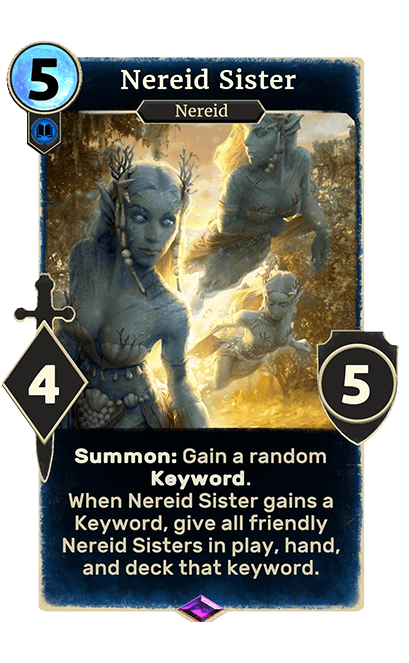 5
Nereid Sister
Nereid
4
5
Summon: Gain a random
Keyword.
When Nereid Sister gains a
Keyword, give all friendly
Nereid Sisters in play, hand,
and deck that keyword.